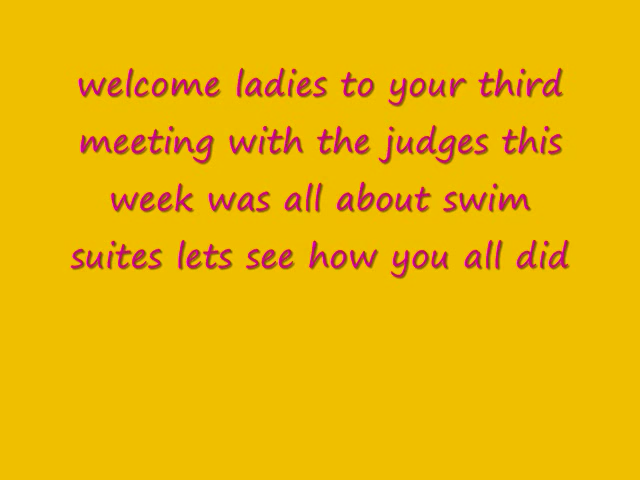 welcome ladies to your third
meeting with the judges this
week was all about swim
suites lets see how you all did